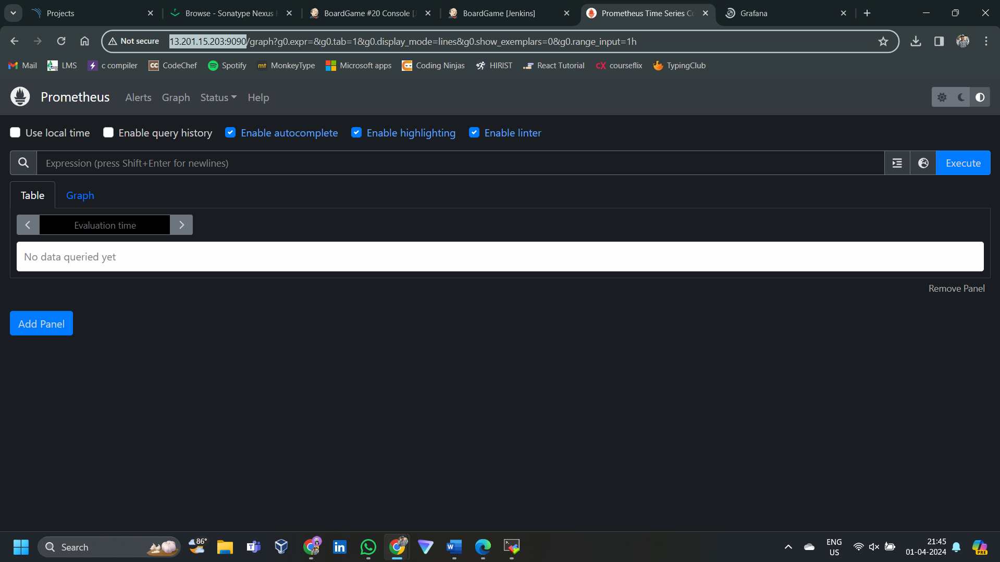 Projects
Browse - Sonatype Nexus
BoardGame #20 Console [J
BoardGame [Jenkins]
Prometheus Time Series Co
Grafana
Not secure
13.201.15.203:9090/graph?g0.expr=&g0.tab=1&g0.display_mode=lines&g0.show_exemplars=0&g0.range_input=1h
Mail
LMS
c compiler
CC
CodeChef
Spotify
mt
MonkeyType
Microsoft apps
Coding Ninjas
HIRIST
React Tutorial
CX
courseflix
TypingClub
Prometheus
Alerts
Graph
Status
Help
Use local time
Enable query history
Enable autocomplete
Enable highlighting
Enable linter
Expression (press Shift+Enter for newlines)
Execute
Table
Graph
Evaluation time
No data queried yet
Remove Panel
Add Panel
Search
86°
ENG
US
21:45
01-04-2024
PRE